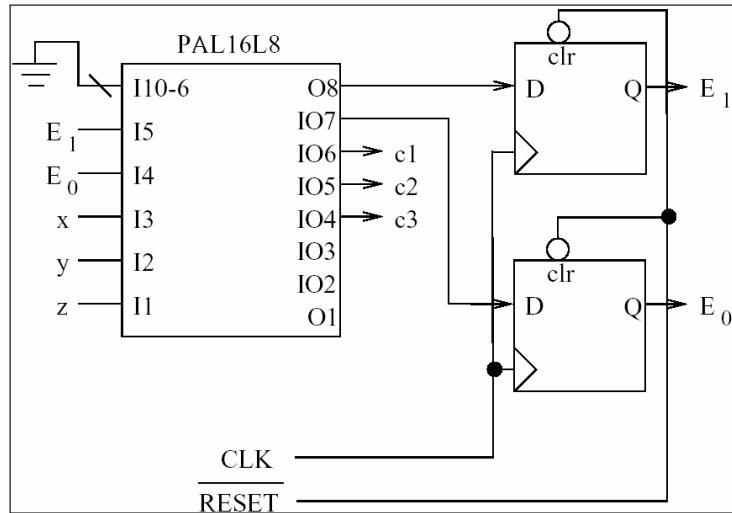 PAL16L8
clr
I10-6
O8
D
Q
E1
I5
IO7
E1
IO6
c1
E0
I4
IO5
c2
x
I3
IO4
c3
y
I2
IO3
clr
IO2
z
I1
O1
D
Q
E0
CLK
RESET